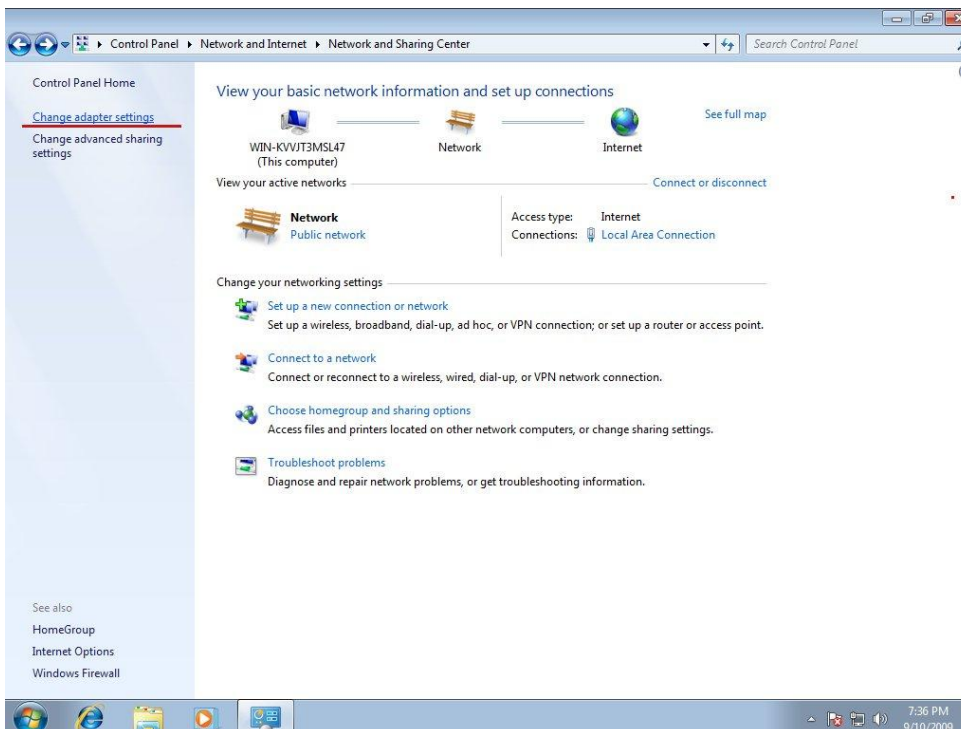 Control Panel ▸ Network and Internet ▸ Network and Sharing Center
Search Control Panel
Control Panel Home
Change adapter settings
Change advanced sharing
settings
View your basic network information and set up connections
See full map
WIN-KVVJT3MSL47
(This computer)
Network
Internet
View your active networks
Connect or disconnect
Network
Public network
Access type: Internet
Connections: Local Area Connection
Change your networking settings
Set up a new connection or network
Set up a wireless, broadband, dial-up, ad hoc, or VPN connection; or set up a router or access point.
Connect to a network
Connect or reconnect to a wireless, wired, dial-up, or VPN network connection.
Choose homegroup and sharing options
Access files and printers located on other network computers, or change sharing settings.
Troubleshoot problems
Diagnose and repair network problems, or get troubleshooting information.
See also
HomeGroup
Internet Options
Windows Firewall
7:36 PM
9/10/2009